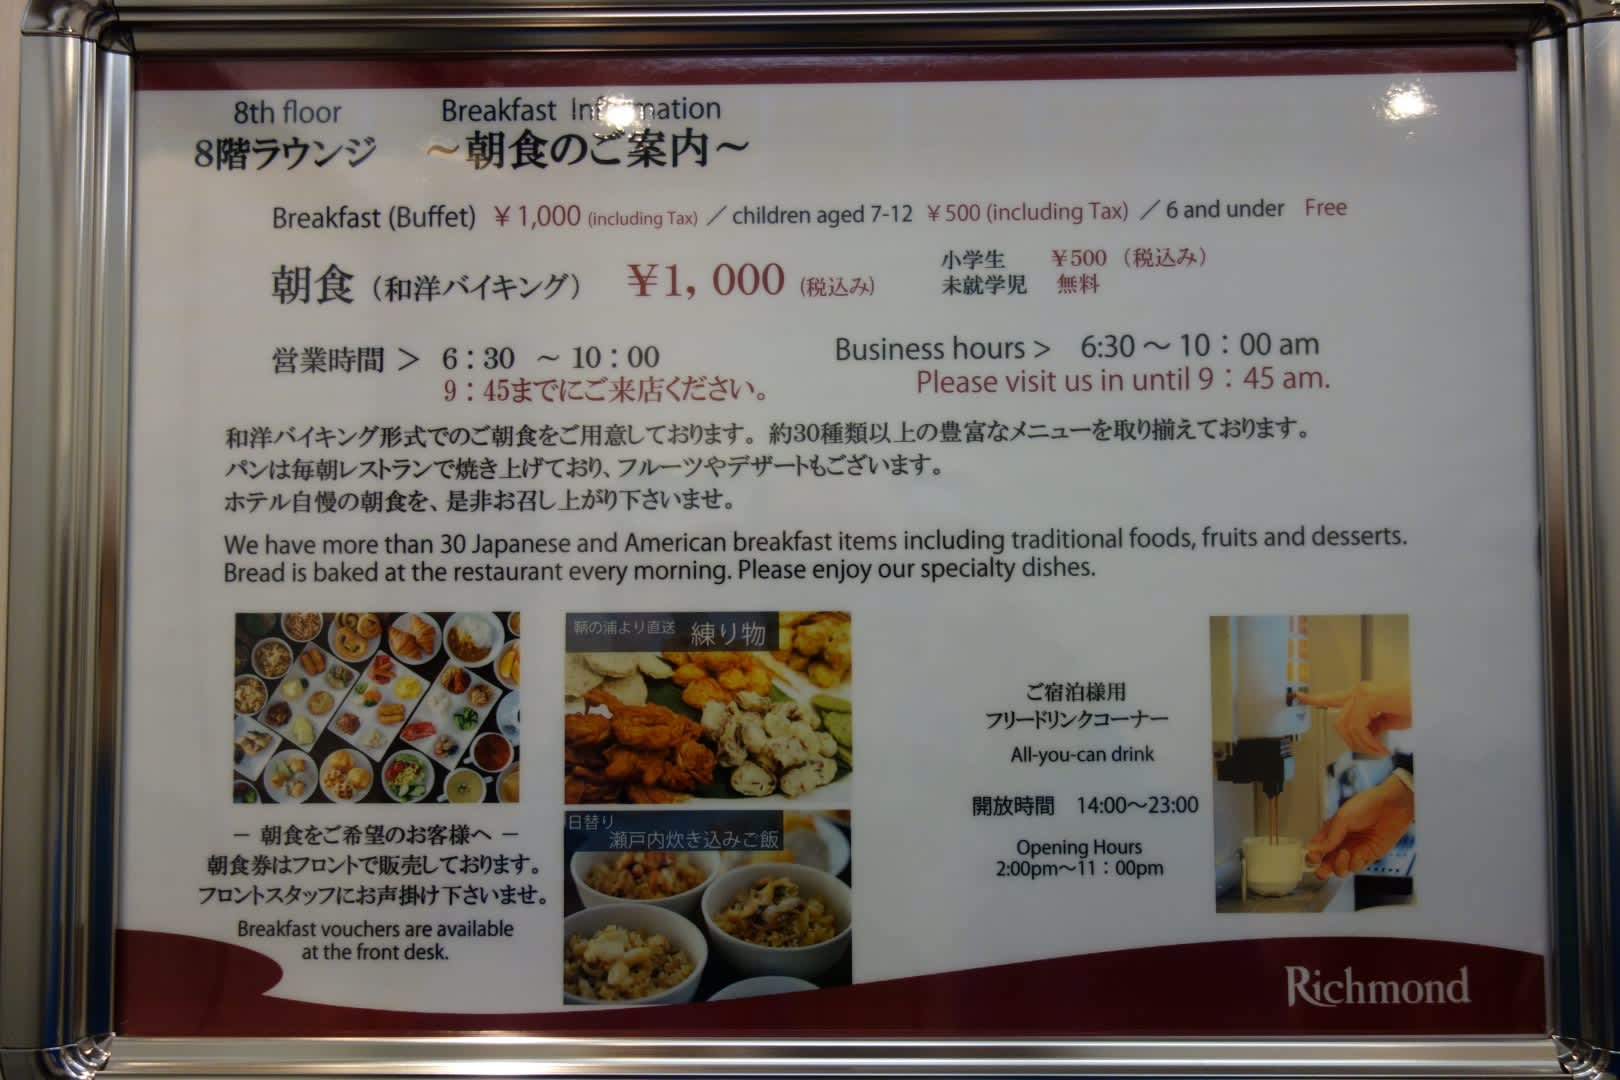 8th floor Breakfast Information
8階ラウンジ ～朝食のご案内～
Breakfast (Buffet) ￥1,000 (including Tax) ／ children aged 7-12 ￥500 (including Tax) ／ 6 and under Free
朝食（和洋バイキング） ￥1，000（税込み）
小学生 ￥500（税込み）
未就学児 無料
営業時間 ＞ 6：30 ～ 10：00
9：45までにご来店ください。
Business hours > 6:30 ～ 10：00 am
Please visit us in until 9：45 am.
和洋バイキング形式でのご朝食をご用意しております。約30種類以上の豊富なメニューを取り揃えております。
パンは毎朝レストランで焼き上げており、フルーツやデザートもございます。
ホテル自慢の朝食を、是非お召し上がり下さいませ。
We have more than 30 Japanese and American breakfast items including traditional foods, fruits and desserts.
Bread is baked at the restaurant every morning. Please enjoy our specialty dishes.
－ 朝食をご希望のお客様へ －
朝食券はフロントで販売しております。
フロントスタッフにお声掛け下さいませ。
Breakfast vouchers are available
at the front desk.
鞆の浦より直送 練り物
日替り
瀬戸内炊き込みご飯
ご宿泊様用
フリードリンクコーナー
All-you-can drink
開放時間 14:00～23:00
Opening Hours
2:00pm～11：00pm
Richmond